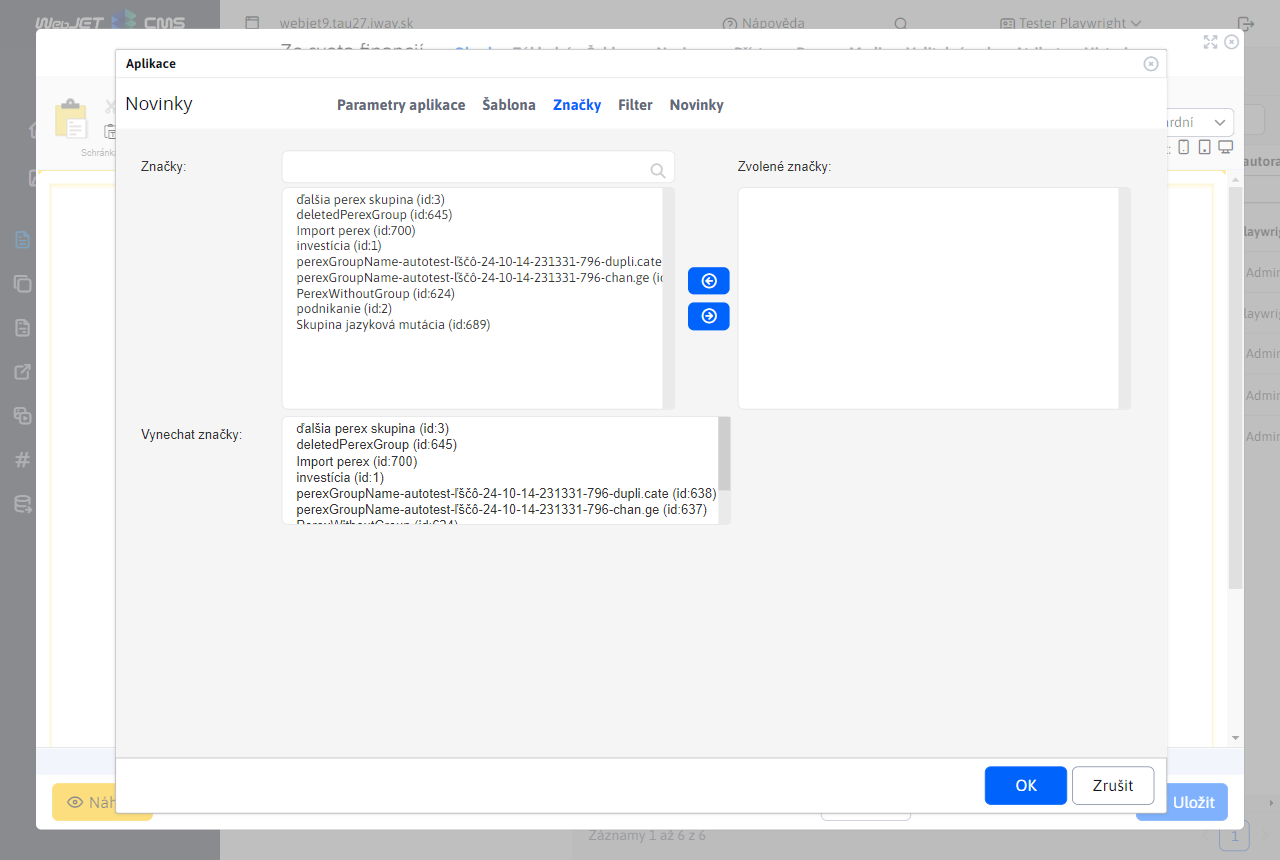 WebJET CMS
webjet9.tau27.iway.sk
Nápověda
Tester Playwright
Aplikace
Novinky
Parametry aplikace
Šablona
Značky
Filter
Novinky
Schránka
Značky:
Zvolené značky:
ďalšia perex skupina (id:3)
deletedPerexGroup (id:645)
Import perex (id:700)
investícia (id:1)
perexGroupName-autotest-ľščô-24-10-14-231331-796-dupli.cate
perexGroupName-autotest-ľščô-24-10-14-231331-796-chan.ge (id
PerexWithoutGroup (id:624)
podnikanie (id:2)
Skupina jazyková mutácia (id:689)
Vynechat značky:
ďalšia perex skupina (id:3)
deletedPerexGroup (id:645)
Import perex (id:700)
investícia (id:1)
perexGroupName-autotest-ľščô-24-10-14-231331-796-dupli.cate (id:638)
perexGroupName-autotest-ľščô-24-10-14-231331-796-chan.ge (id:637)
PerexWithoutGroup (id:624)
autora
Admin
Admin
Admin
Admin
OK
Zrušit
Uložit
Záznamy 1 až 6 z 6
1